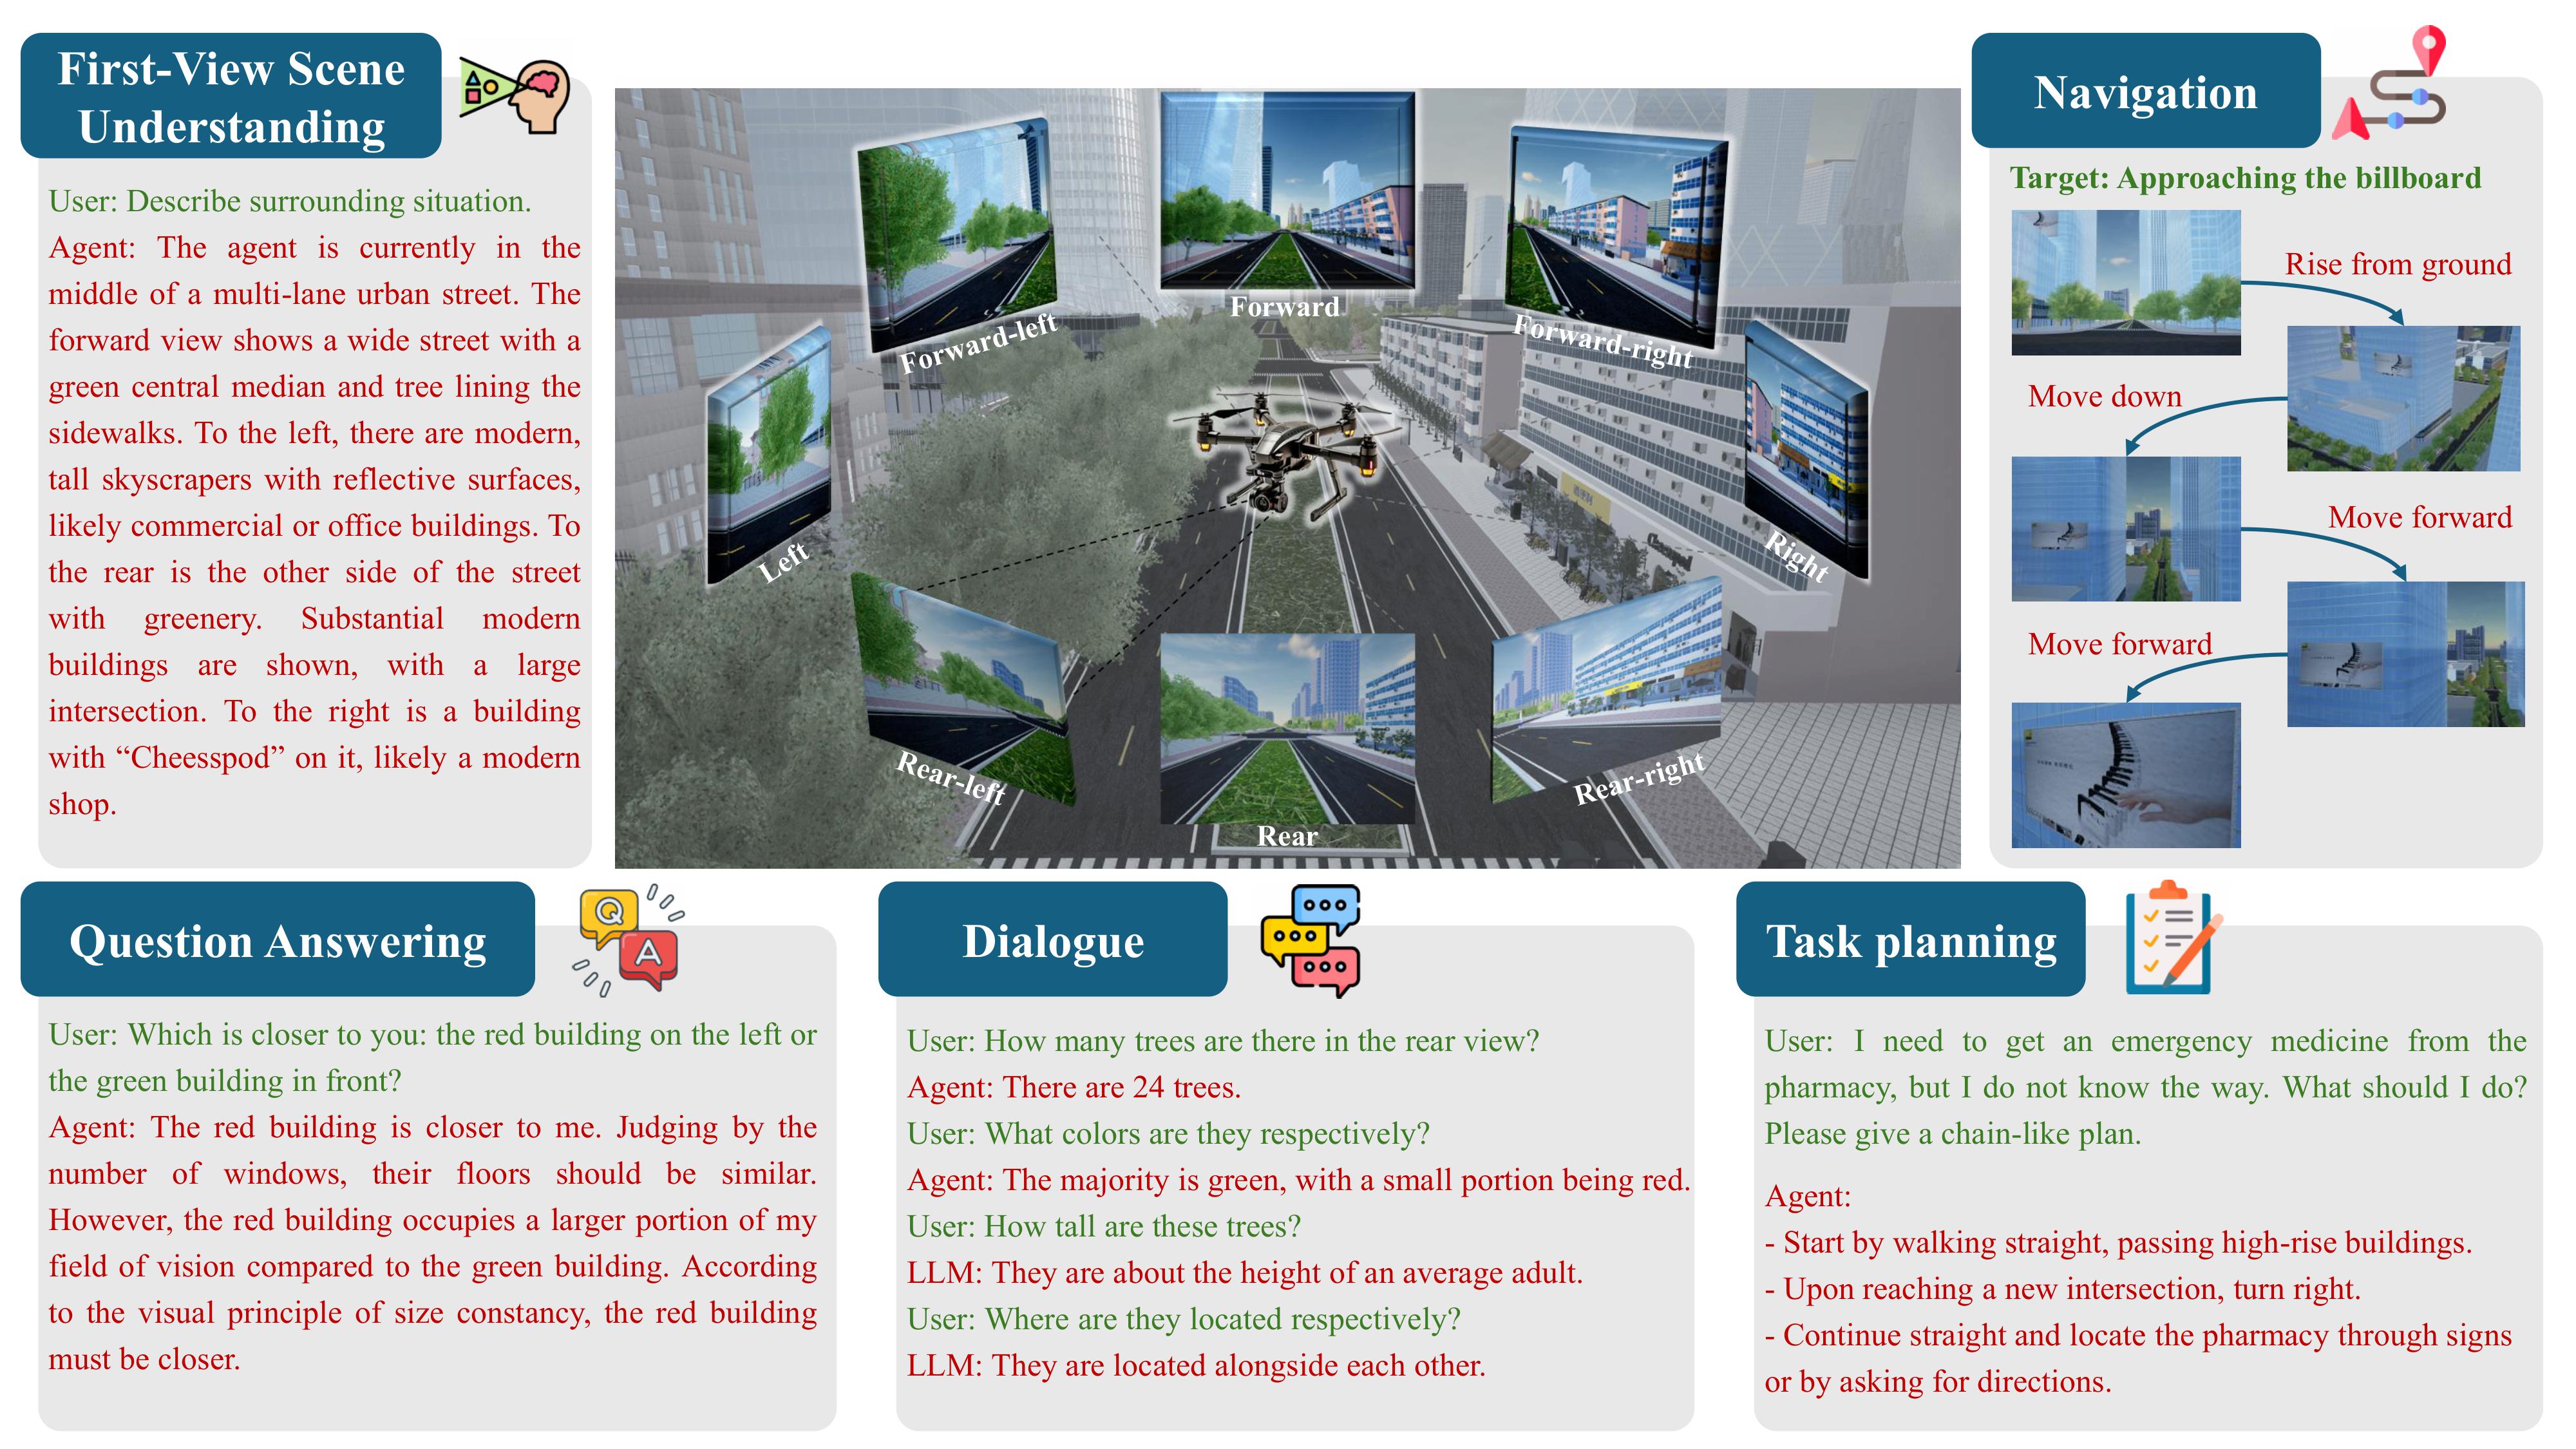 First-View Scene
Understanding
User: Describe surrounding situation.
Agent: The agent is currently in the
middle of a multi-lane urban street. The
forward view shows a wide street with a
green central median and tree lining the
sidewalks. To the left, there are modern,
tall skyscrapers with reflective surfaces,
likely commercial or office buildings. To
the rear is the other side of the street
with greenery. Substantial modern
buildings are shown, with a large
intersection. To the right is a building
with “Cheesspod” on it, likely a modern
shop.
Forward-left
Forward
Forward-right
Left
Right
Rear-left
Rear
Rear-right
Navigation
Target: Approaching the billboard
Rise from ground
Move down
Move forward
Move forward
Question Answering
Q
A
User: Which is closer to you: the red building on the left or
the green building in front?
Agent: The red building is closer to me. Judging by the
number of windows, their floors should be similar.
However, the red building occupies a larger portion of my
field of vision compared to the green building. According
to the visual principle of size constancy, the red building
must be closer.
Dialogue
User: How many trees are there in the rear view?
Agent: There are 24 trees.
User: What colors are they respectively?
Agent: The majority is green, with a small portion being red.
User: How tall are these trees?
LLM: They are about the height of an average adult.
User: Where are they located respectively?
LLM: They are located alongside each other.
Task planning
User: I need to get an emergency medicine from the
pharmacy, but I do not know the way. What should I do?
Please give a chain-like plan.
Agent:
- Start by walking straight, passing high-rise buildings.
- Upon reaching a new intersection, turn right.
- Continue straight and locate the pharmacy through signs
or by asking for directions.